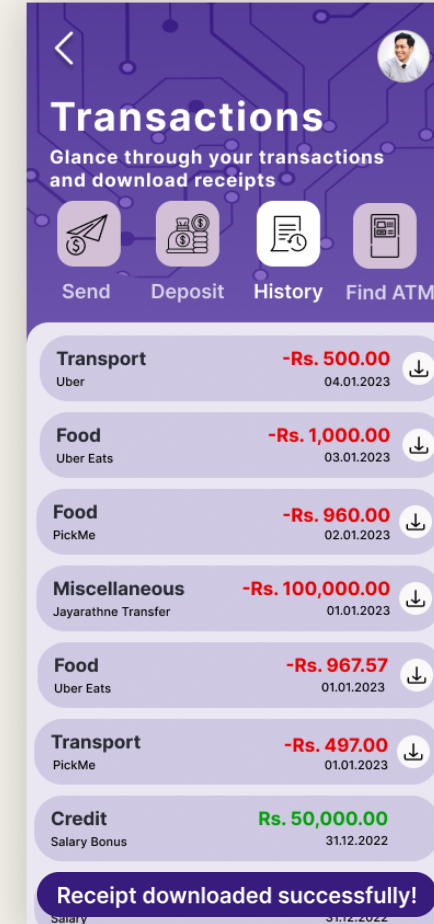 Transactions
Glance through your transactions
and download receipts
Send Deposit History Find ATM
Transport -Rs. 500.00
Uber 04.01.2023
Food -Rs. 1,000.00
Uber Eats 03.01.2023
Food -Rs. 960.00
PickMe 02.01.2023
Miscellaneous -Rs. 100,000.00
Jayarathne Transfer 01.01.2023
Food -Rs. 967.57
Uber Eats 01.01.2023
Transport -Rs. 497.00
PickMe 01.01.2023
Credit Rs. 50,000.00
Salary Bonus 31.12.2022
Receipt downloaded successfully!
Salary 31.12.2022